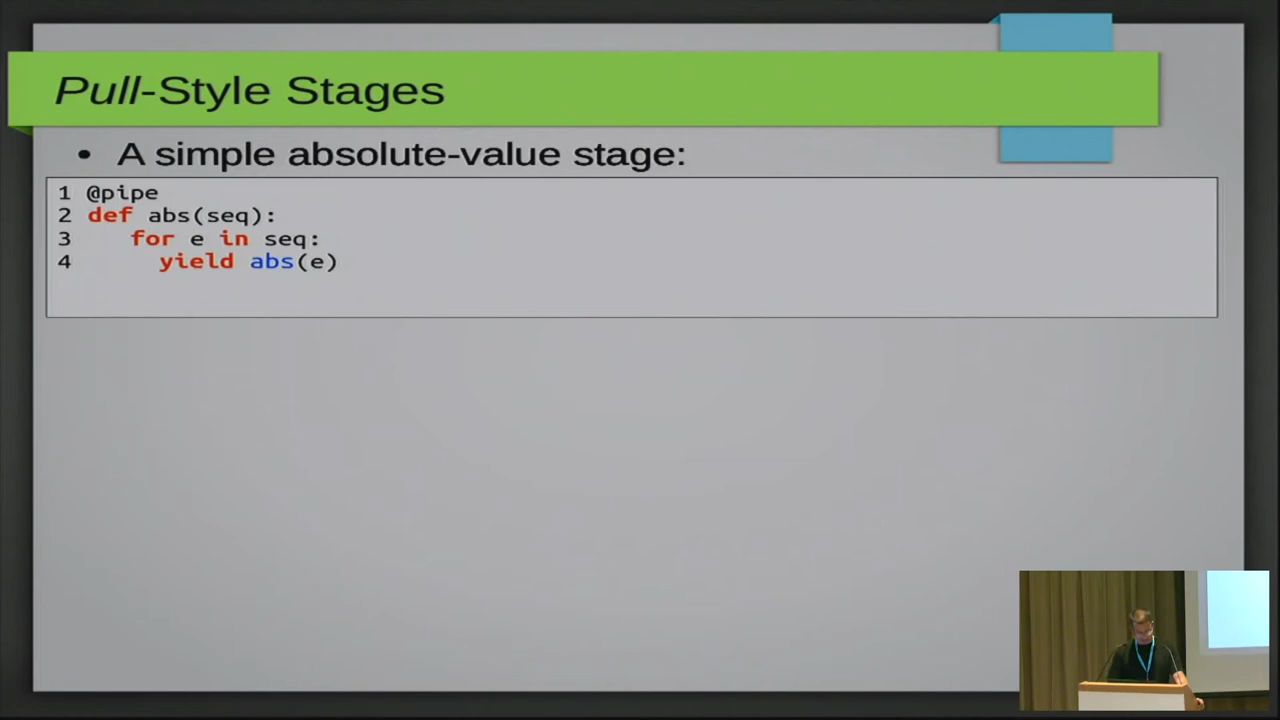 Pull-Style Stages
• A simple absolute-value stage:
1 @pipe
2 def abs(seq):
3    for e in seq:
4      yield abs(e)